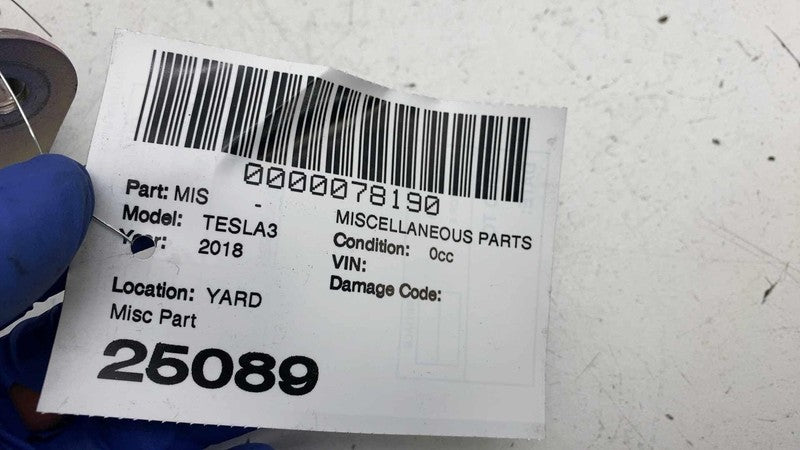 0000078190
Part: MIS - MISCELLANEOUS PARTS
Model: TESLA3 Condition: 0cc
Year: 2018 VIN:
Damage Code:
Location: YARD
Misc Part
25089